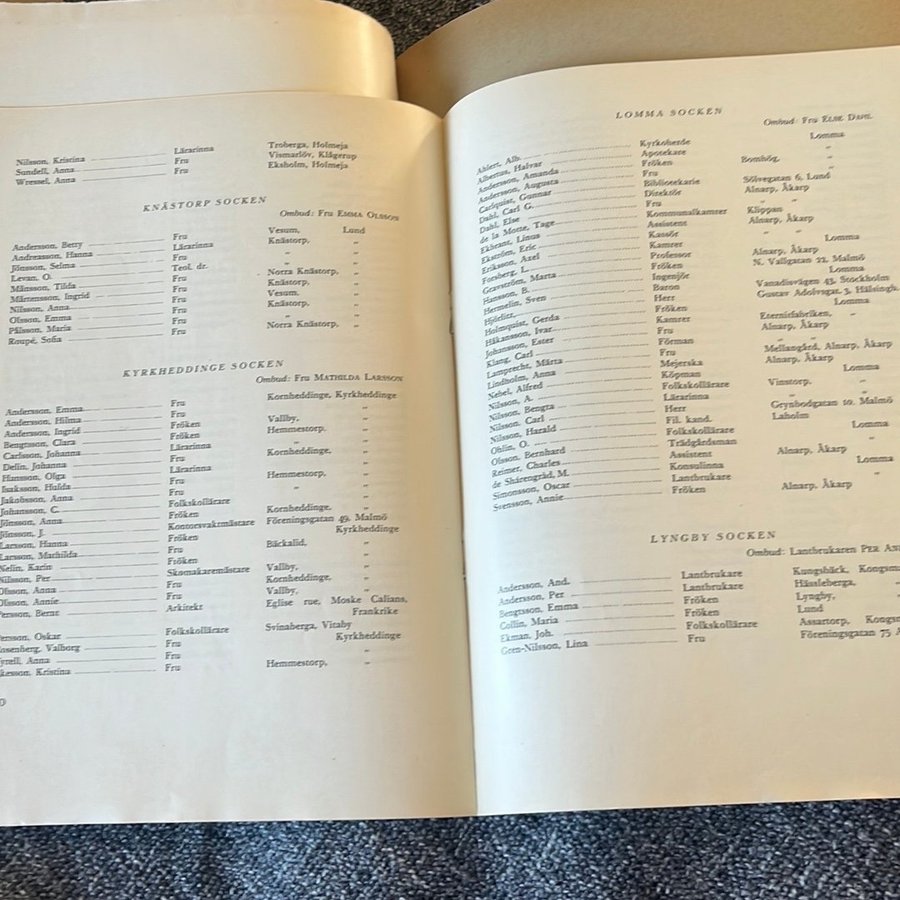 Nilsson, Kristina Lärarinna Troberga, Holmeja
Sundell, Anna Fru Vismarlöv, Klågerup
Wressel, Anna Fru Eksholm, Holmeja
KNÄSTORP SOCKEN
Ombud: Fru EMMA OLSSON
Andersson, Betty Fru Vesum, Lund
Andreasson, Hanna Lärarinna Knästorp, „
Jönsson, Selma Fru „ „
Levan, O. Teol. dr. Norra Knästorp, „
Månsson, Tilda Fru Knästorp, „
Mårtensson, Ingrid Fru Vesum, „
Nilsson, Anna Fru Knästorp, „
Olsson, Emma Fru „ „
Pålsson, Maria Fru Norra Knästorp, „
Roupé, Sofia Fru
KYRKHEDDINGE SOCKEN
Ombud: Fru MATHILDA LARSSON
Andersson, Emma Fru Kornheddinge, Kyrkheddinge
Andersson, Hilma Fru „
Andersson, Ingrid Fröken Vallby, „
Bengtsson, Clara Fröken Hemmestorp, „
Carlsson, Johanna Lärarinna „ „
Delin, Johanna Fru Kornheddinge, „
Hansson, Olga Lärarinna „
Isaksson, Hulda Fru Hemmestorp, „
Jakobsson, Anna Fru „ „
Johansson, C. Folkskollärare „
Jönsson, Anna Fröken Kornheddinge, „
Jönsson, J. Kontorsvaktmästare Föreningsgatan 49, Malmö
Larsson, Hanna Fröken Kyrkheddinge
Larsson, Mathilda Fru Bäckalid, „
Nelin, Karin Fröken „
Nilsson, Per Skomakaremästare Vallby, „
Olsson, Anna Fru Kornheddinge, „
Olsson, Annie Fru Vallby, „
Persson, Bernt Arkitekt Eglise rue, Moske Calians,
Frankrike
Persson, Oskar Folkskollärare Svinaberga, Vitaby
Rosenberg, Valborg Fru Kyrkheddinge
Tyrell, Anna Fru „
Kristina Fru Hemmestorp, „
LOMMA SOCKEN
Ombud: Fru ELSE DAHL
Ahlert, Alb. Kyrkoherde Lomma
Albertus, Halvar Apotekare „
Andersson, Amanda Fröken Bomhög, „
Andersson, Augusta Fru „
Carlquist, Gunnar Bibliotekarie Sölvegatan 6, Lund
Dahl, Carl G. Direktör Alnarp, Åkarp
Dahl, Else Fru „ „
de la Motte, Tage Kommunalkamrer Klippan
Ekbrans, Linus Assistent Alnarp, Åkarp
Ekström, Eric Kassör „ „
Eriksson, Axel Kamrer Lomma
Forsberg, L. Professor Alnarp, Åkarp
Gravström, Marta Fröken N. Vallgatan 22, Malmö
Hansson, B. Ingenjör Lomma
Hermelin, Sven Baron Vanadisvägen 43, Stockholm
Hjörlitz, Herr Gustav Adolvsgat. 3, Hälsingb.
Holmquist, Gerda Fröken Lomma
Håkansson, Ivar Kamrer Eternitfabriken, „
Johansson, Ester Fru Alnarp, Åkarp
Klang, Carl Förman „ „
Lamprecht, Märta Fru Mellangård, Alnarp, Åkarp
Lindholm, Anna Mejerska Alnarp, Åkarp
Nebel, Alfred Köpman Lomma
Nilsson, A. Folkskollärare Vinstorp, „
Nilsson, Bengta Lärarinna „ „
Nilsson, Carl Herr Grynbodgatan 10, Malmö
Nilsson, Harald Fil. kand. Laholm
Ohlin, O. Folkskollärare Lomma
Olsson, Bernhard Trädgårdsman „
Reimer, Charles Assistent Alnarp, Åkarp
de Shårengräd, M. Konsulinna Lomma
Simonsson, Oscar Lantbrukare „
Svensson, Annie Fröken Alnarp, Åkarp
LYNGBY SOCKEN
Ombud: Lantbrukaren PER
Andersson, And. Lantbrukare Kungsbäck,
Andersson, Per Lantbrukare Hässleberga, „
Bengtsson, Emma Fröken Lyngby, „
Collin, Maria Fröken Lund
Ekman, Joh. Folkskollärare Assartorp,
Gren-Nilsson, Lina Fru Föreningsgatan 75